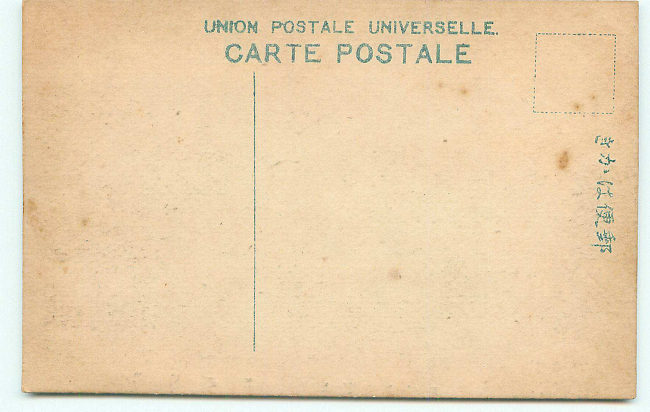 UNION POSTALE UNIVERSELLE.
CARTE POSTALE
きかは便郵